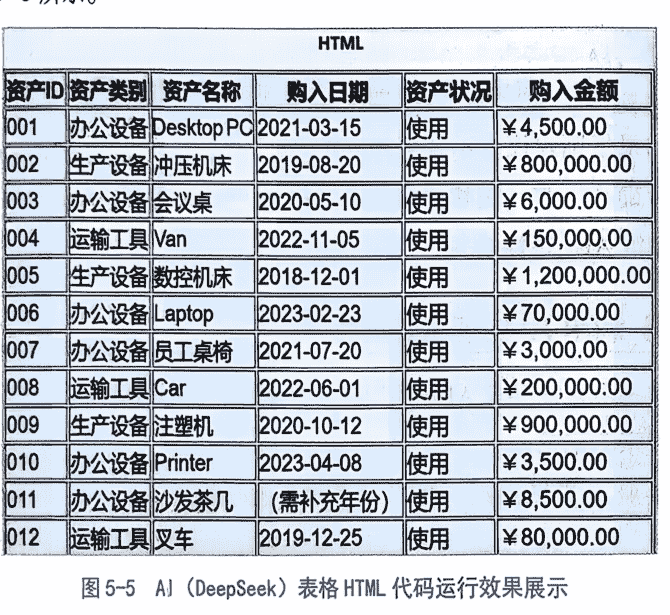 HTML
资产ID 资产类别 资产名称 购入日期 资产状况 购入金额
001 办公设备 Desktop PC 2021-03-15 使用 ￥4,500.00
002 生产设备 冲压机床 2019-08-20 使用 ￥800,000.00
003 办公设备 会议桌 2020-05-10 使用 ￥6,000.00
004 运输工具 Van 2022-11-05 使用 ￥150,000.00
005 生产设备 数控机床 2018-12-01 使用 ￥1,200,000.00
006 办公设备 Laptop 2023-02-23 使用 ￥70,000.00
007 办公设备 员工桌椅 2021-07-20 使用 ￥3,000.00
008 运输工具 Car 2022-06-01 使用 ￥200,000.00
009 生产设备 注塑机 2020-10-12 使用 ￥900,000.00
010 办公设备 Printer 2023-04-08 使用 ￥3,500.00
011 办公设备 沙发茶几 （需补充年份） 使用 ￥8,500.00
012 运输工具 叉车 2019-12-25 使用 ￥80,000.00
图 5-5 AI（DeepSeek）表格 HTML 代码运行效果展示